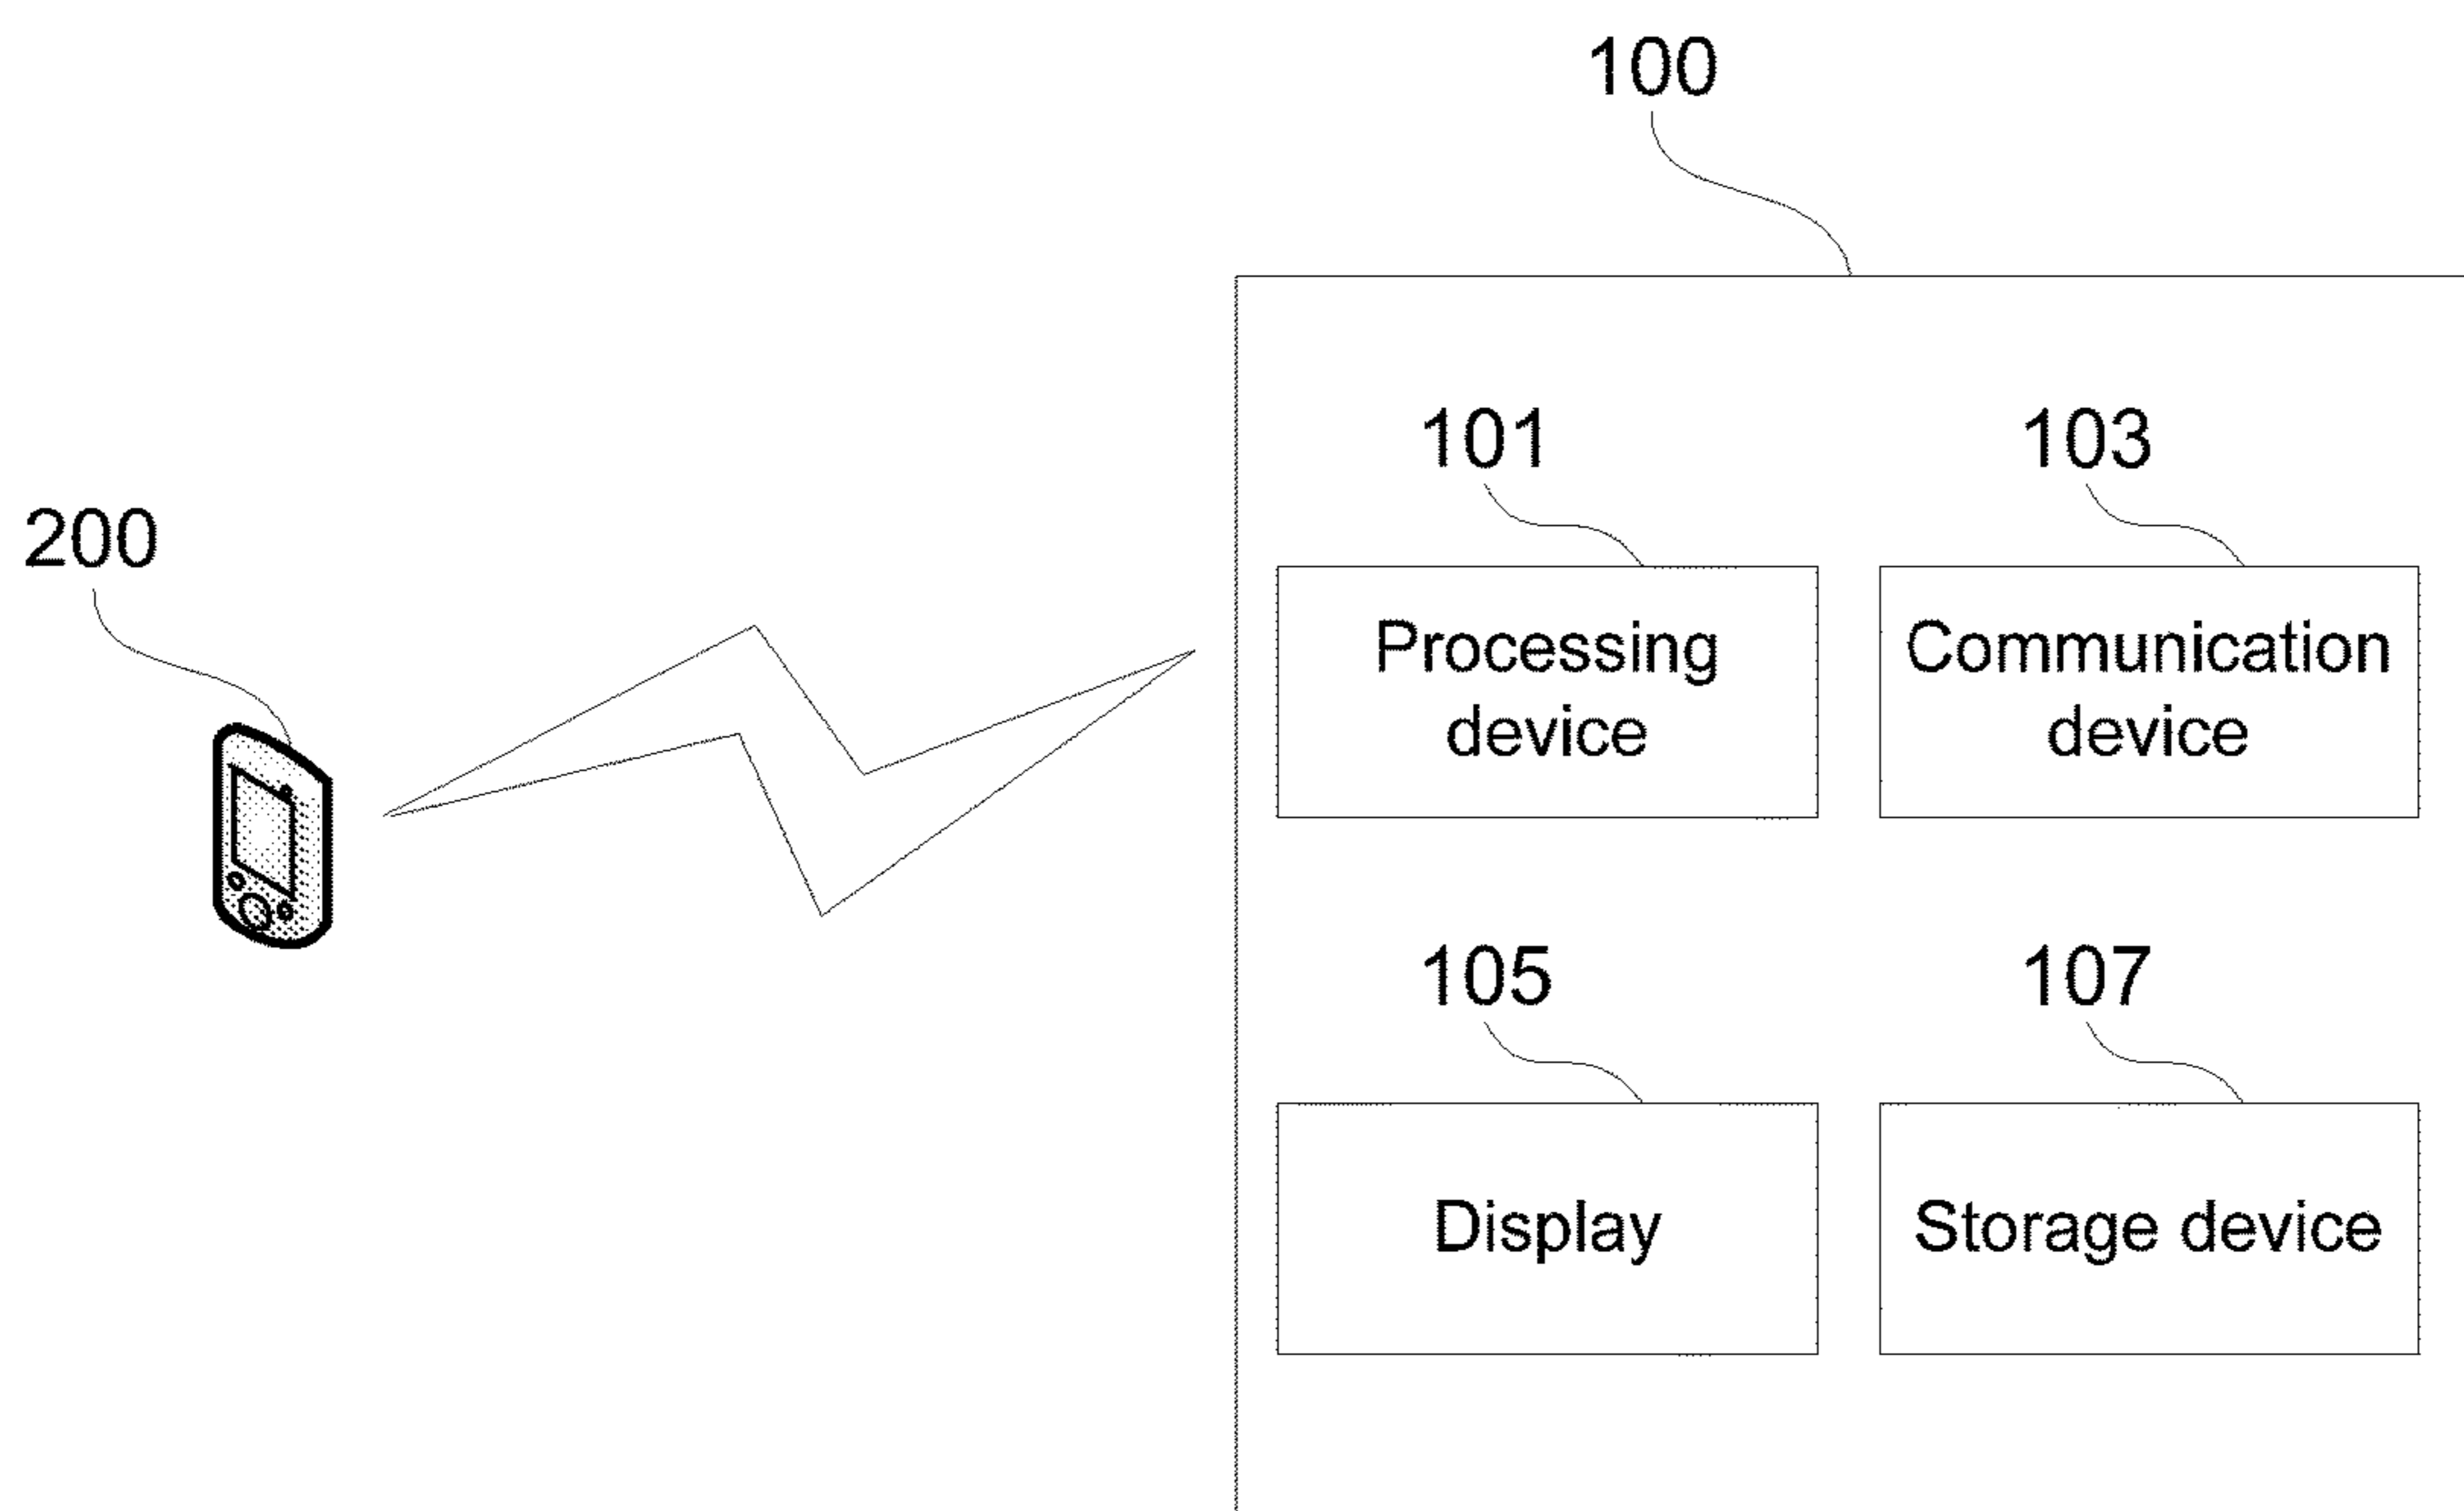 100
101
103
200
Processing
device
Communication
device
105
107
Display
Storage device